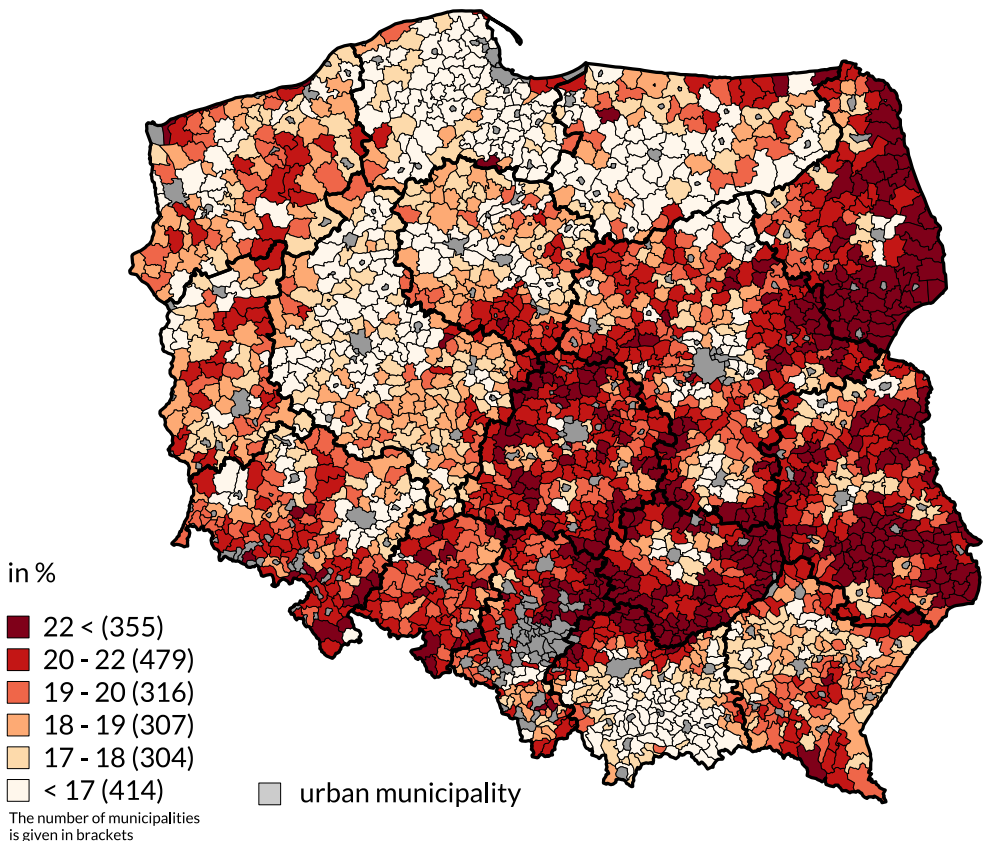 in %
22 < (355)
20 - 22 (479)
19 - 20 (316)
18 - 19 (307)
17 - 18 (304)
< 17 (414)
urban municipality
The number of municipalities
is given in brackets